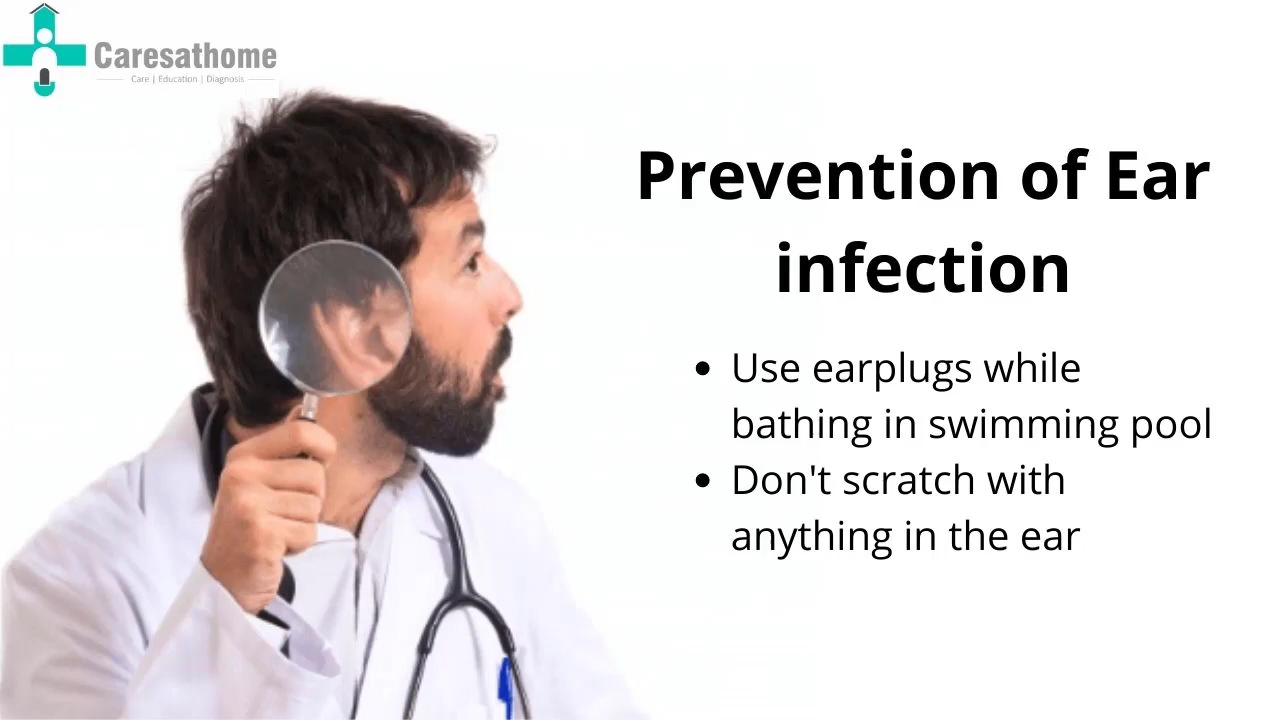 Caresathome
Care | Education | Diagnosis
Prevention of Ear
infection
• Use earplugs while
bathing in swimming pool
• Don't scratch with
anything in the ear